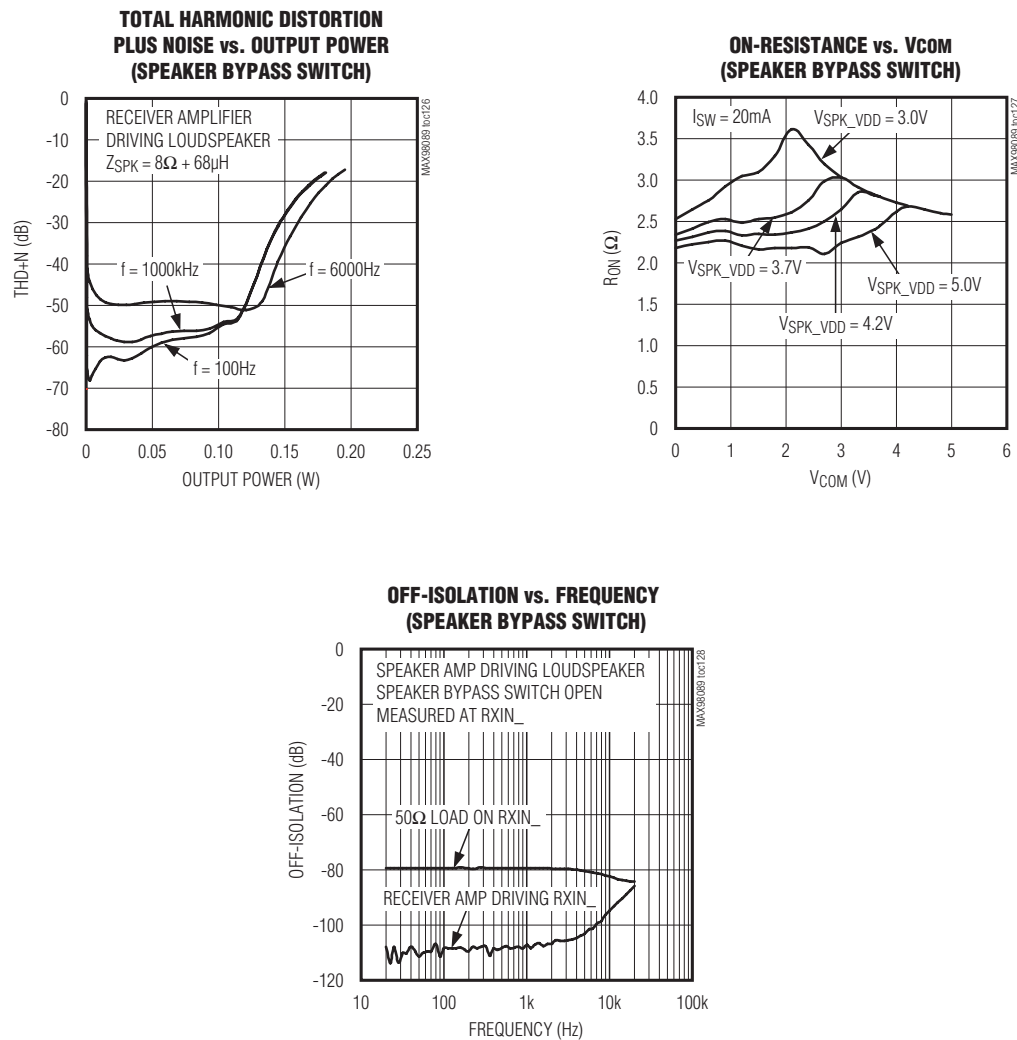 TOTAL HARMONIC DISTORTION
PLUS NOISE vs. OUTPUT POWER
(SPEAKER BYPASS SWITCH)
MAX98089 toc126
RECEIVER AMPLIFIER
DRIVING LOUDSPEAKER
ZSPK = 8Ω + 68µH
f = 1000kHz
f = 6000Hz
f = 100Hz
THD+N (dB)
0
-10
-20
-30
-40
-50
-60
-70
-80
0 0.05 0.10 0.15 0.20 0.25
OUTPUT POWER (W)
ON-RESISTANCE vs. VCOM
(SPEAKER BYPASS SWITCH)
MAX98089 toc127
ISW = 20mA
VSPK_VDD = 3.0V
VSPK_VDD = 3.7V
VSPK_VDD = 5.0V
VSPK_VDD = 4.2V
RON (Ω)
4.0
3.5
3.0
2.5
2.0
1.5
1.0
0.5
0
0 1 2 3 4 5 6
VCOM (V)
OFF-ISOLATION vs. FREQUENCY
(SPEAKER BYPASS SWITCH)
MAX98089 toc128
SPEAKER AMP DRIVING LOUDSPEAKER
SPEAKER BYPASS SWITCH OPEN
MEASURED AT RXIN_
50Ω LOAD ON RXIN_
RECEIVER AMP DRIVING RXIN_
OFF-ISOLATION (dB)
0
-20
-40
-60
-80
-100
-120
10 100 1k 10k 100k
FREQUENCY (Hz)